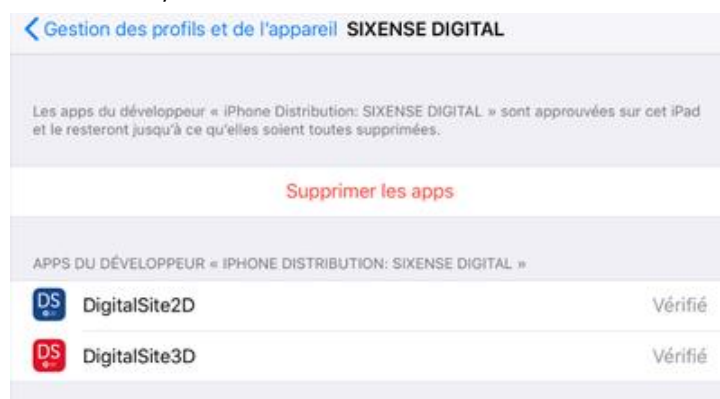 Gestion des profils et de l'appareil SIXENSE DIGITAL
Les apps du développeur « iPhone Distribution: SIXENSE DIGITAL » sont approuvées sur cet iPad
et le resteront jusqu'à ce qu'elles soient toutes supprimées.
Supprimer les apps
APPS DU DÉVELOPPEUR « IPHONE DISTRIBUTION: SIXENSE DIGITAL »
DS
DigitalSite2D Vérifié
DS
DigitalSite3D Vérifié